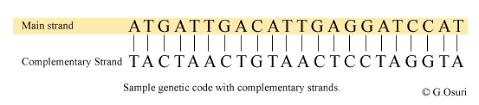 Main strand ATGATTGACATTGAGGATCCAT
Complementary Strand TACTAACTGTAACTCCTAGGTA
Sample genetic code with complementary strands.
© G.Osuri